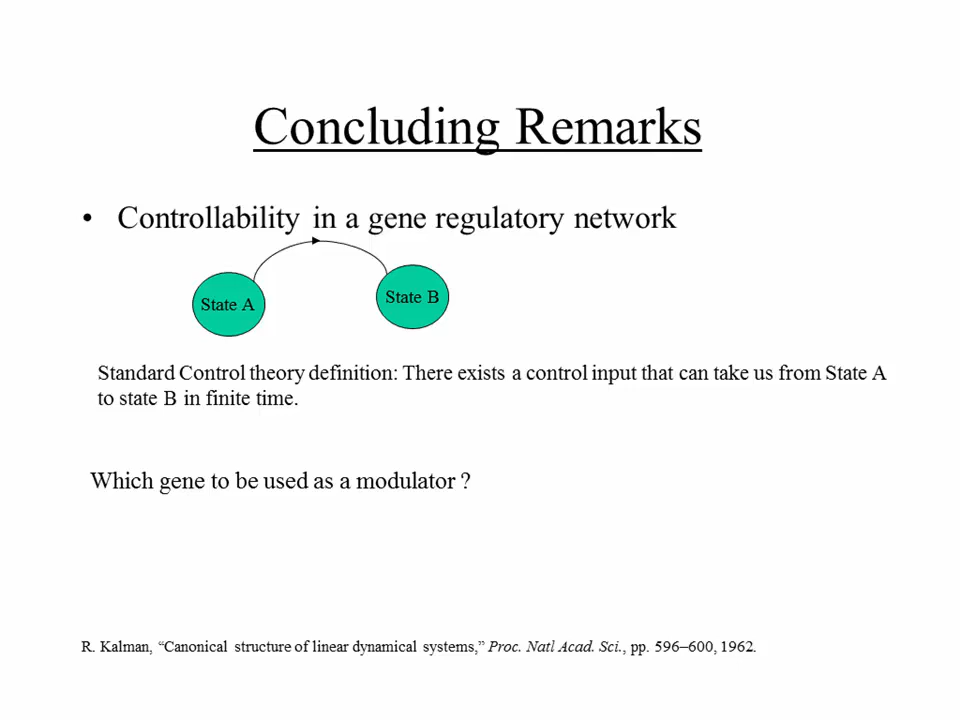 Concluding Remarks
• Controllability in a gene regulatory network
State A
State B
Standard Control theory definition: There exists a control input that can take us from State A
to state B in finite time.
Which gene to be used as a modulator ?
R. Kalman, “Canonical structure of linear dynamical systems,” Proc. Natl Acad. Sci., pp. 596–600, 1962.